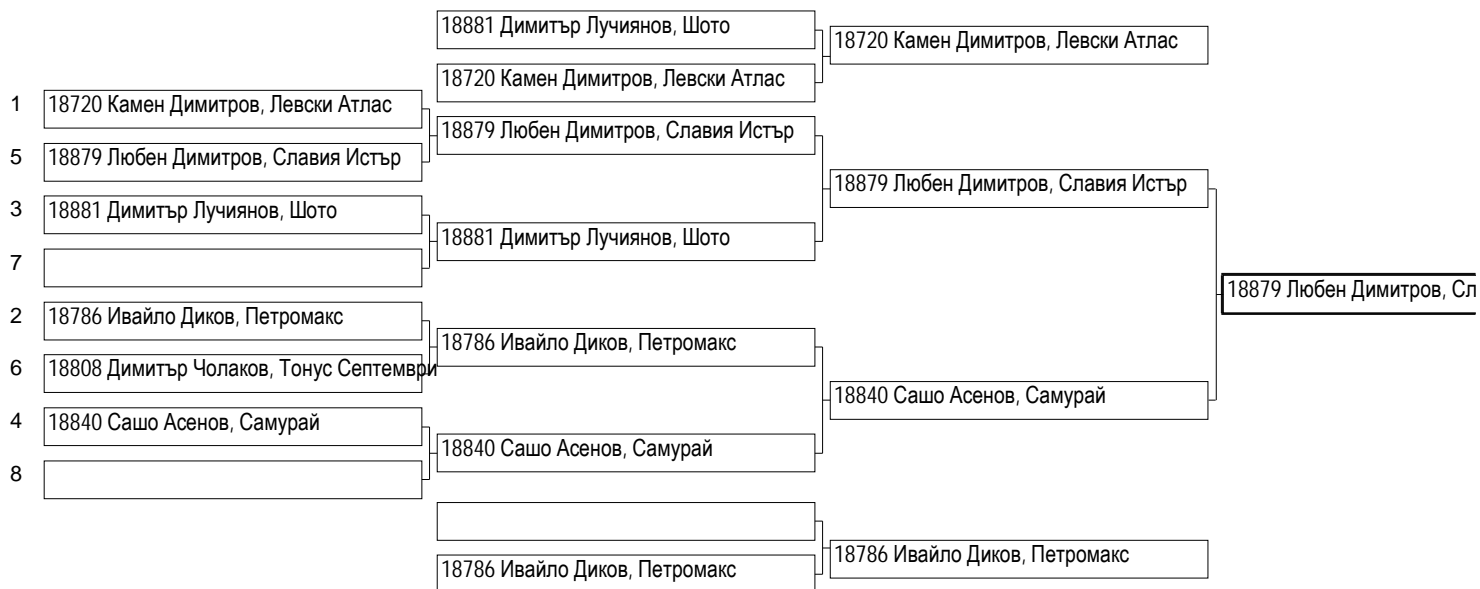 18881 Димитър Лучиянов, Шото
18720 Камен Димитров, Левски Атлас
18720 Камен Димитров, Левски Атлас
1 18720 Камен Димитров, Левски Атлас
18879 Любен Димитров, Славия Истър
5 18879 Любен Димитров, Славия Истър
18879 Любен Димитров, Славия Истър
3 18881 Димитър Лучиянов, Шото
18881 Димитър Лучиянов, Шото
7
18879 Любен Димитров, Сл
2 18786 Ивайло Диков, Петромакс
18786 Ивайло Диков, Петромакс
6 18808 Димитър Чолаков, Тонус Септември
18840 Сашо Асенов, Самурай
4 18840 Сашо Асенов, Самурай
18840 Сашо Асенов, Самурай
8
18786 Ивайло Диков, Петромакс
18786 Ивайло Диков, Петромакс